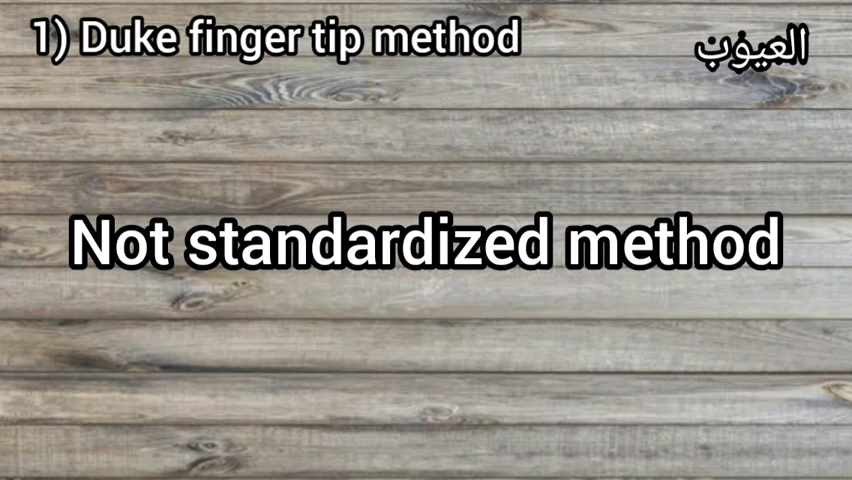 1) Duke finger tip method
العيوب
Not standardized method